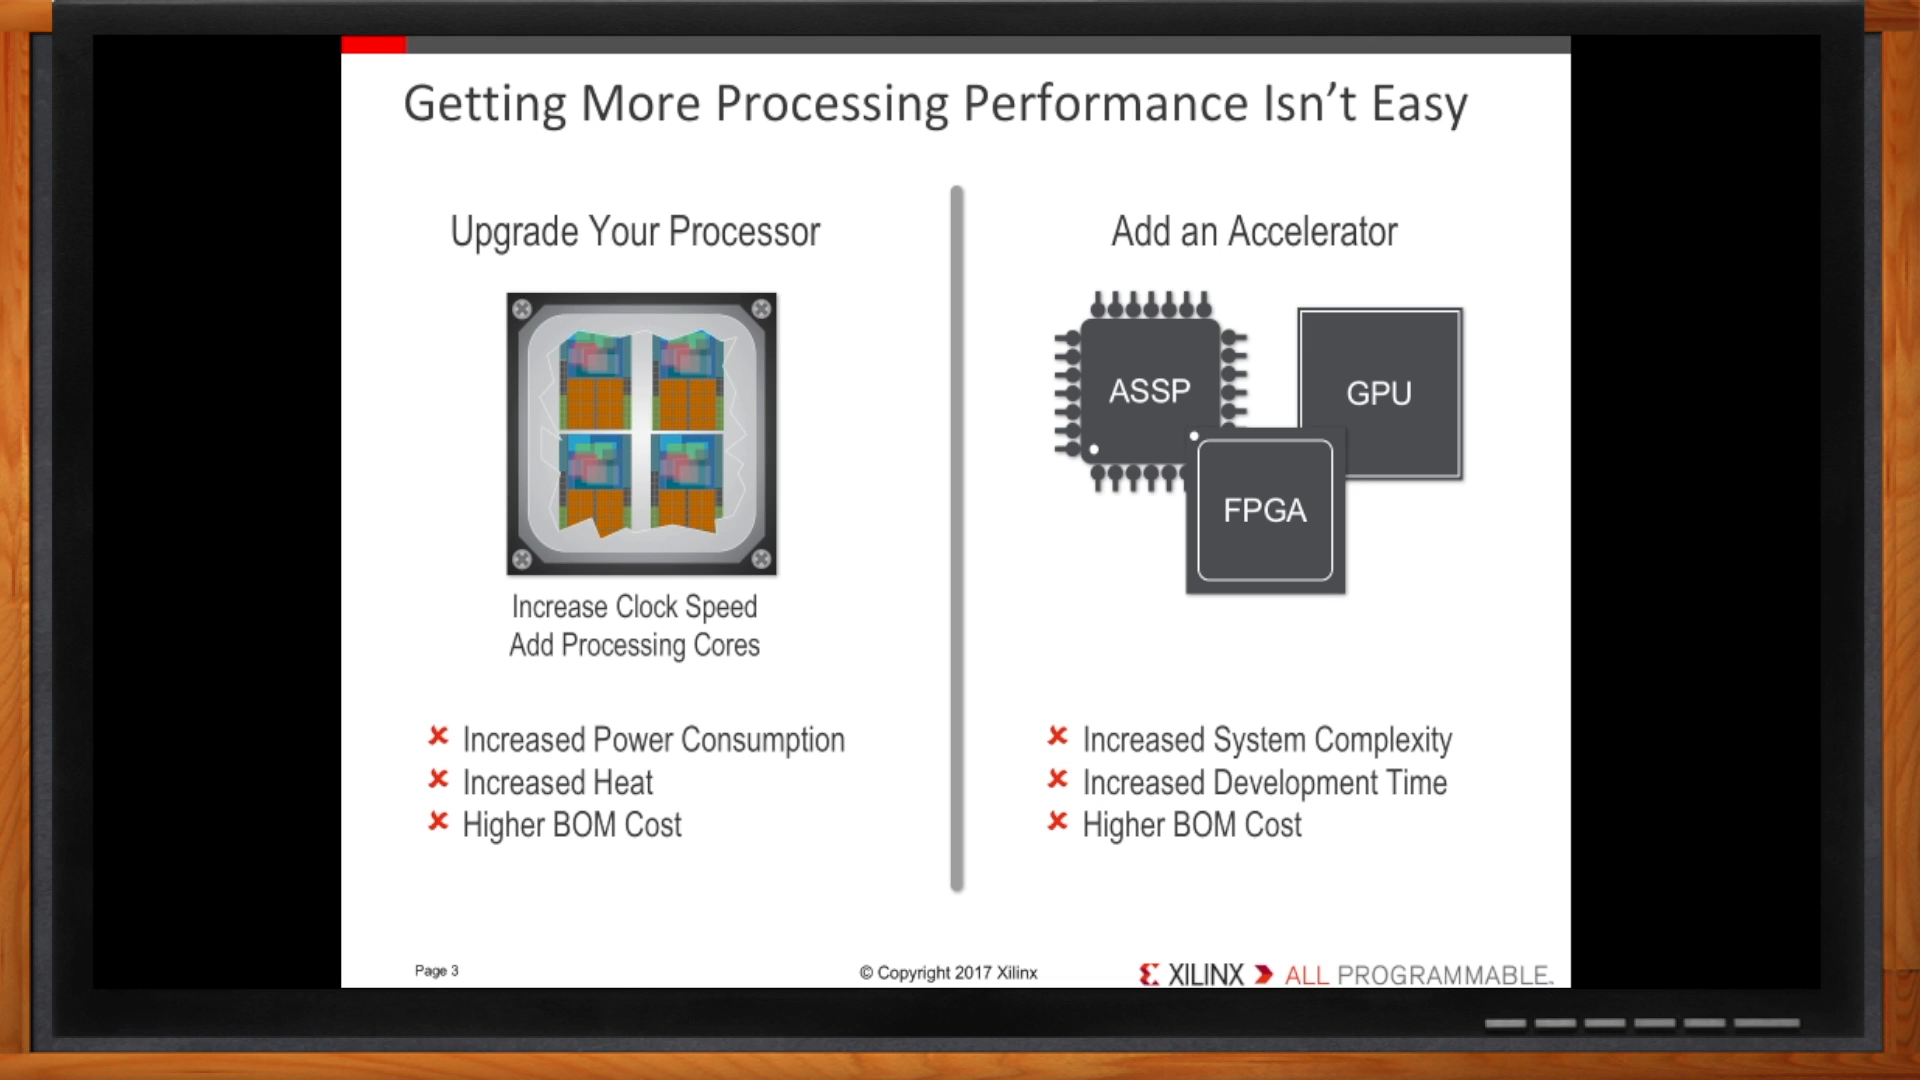 Getting More Processing Performance Isn't Easy
Upgrade Your Processor
Increase Clock Speed
Add Processing Cores
✘ Increased Power Consumption
✘ Increased Heat
✘ Higher BOM Cost
Add an Accelerator
ASSP
GPU
FPGA
✘ Increased System Complexity
✘ Increased Development Time
✘ Higher BOM Cost
Page 3
© Copyright 2017 Xilinx
XILINX ALL PROGRAMMABLE.